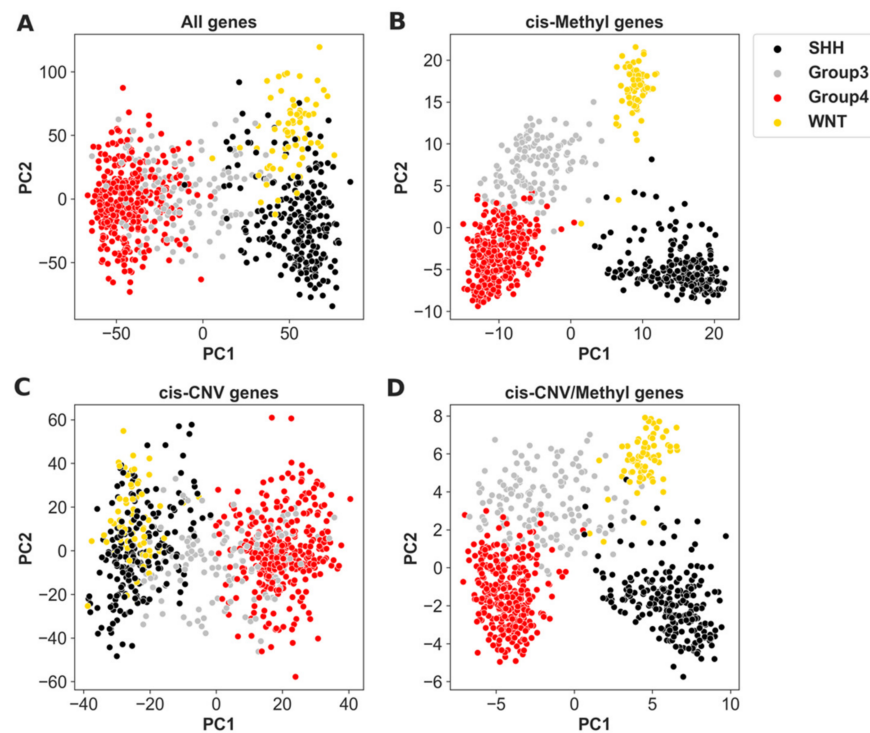 A
All genes
100
50
0
−50
−50
0
50
PC1
PC2
B
cis-Methyl genes
20
15
10
5
0
−5
−10
−10
0
10
20
PC1
PC2
SHH
Group3
Group4
WNT
C
cis-CNV genes
60
40
20
0
−20
−40
−60
−40
−20
0
20
40
PC1
PC2
D
cis-CNV/Methyl genes
8
6
4
2
0
−2
−4
−6
−5
0
5
10
PC1
PC2